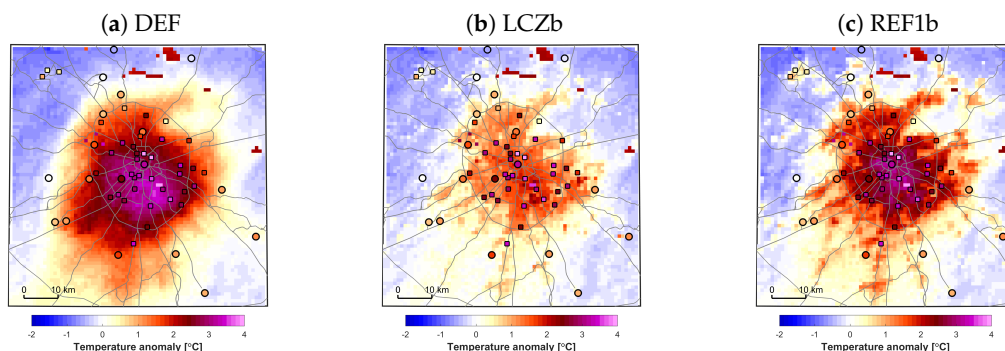 (a) DEF
(b) LCZb
(c) REF1b
0 10 km
0 10 km
0 10 km
-2 -1 0 1 2 3 4
-2 -1 0 1 2 3 4
-2 -1 0 1 2 3 4
Temperature anomaly [°C]
Temperature anomaly [°C]
Temperature anomaly [°C]